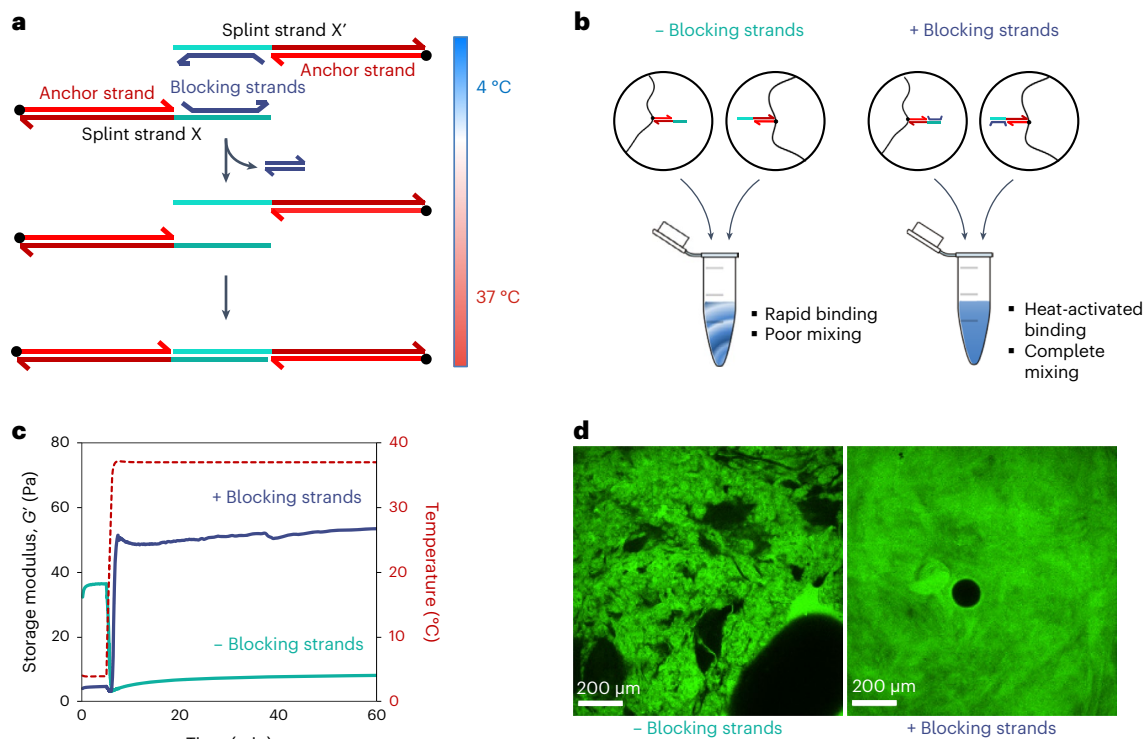 a
Splint strand X′
Anchor strand
Anchor strand
Blocking strands
Splint strand X
4 °C
37 °C
b
– Blocking strands
+ Blocking strands
▪ Rapid binding
▪ Poor mixing
▪ Heat-activated
binding
▪ Complete
mixing
c
80
60
40
20
0
Storage modulus, G′ (Pa)
+ Blocking strands
– Blocking strands
40
30
20
10
0
Temperature (°C)
0
20
40
60
d
200 µm
200 µm
– Blocking strands
+ Blocking strands